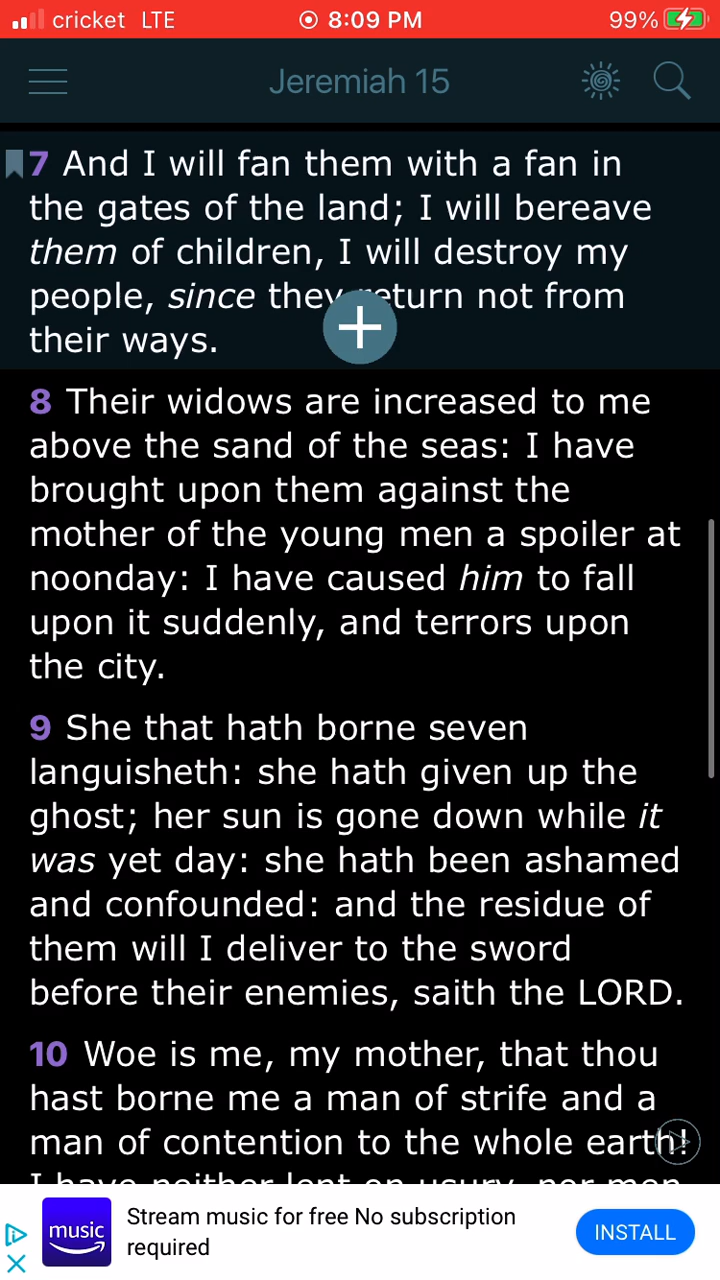 cricket LTE 8:09 PM 99%
Jeremiah 15
7 And I will fan them with a fan in
the gates of the land; I will bereave
them of children, I will destroy my
people, since they return not from
their ways.
8 Their widows are increased to me
above the sand of the seas: I have
brought upon them against the
mother of the young men a spoiler at
noonday: I have caused him to fall
upon it suddenly, and terrors upon
the city.
9 She that hath borne seven
languisheth: she hath given up the
ghost; her sun is gone down while it
was yet day: she hath been ashamed
and confounded: and the residue of
them will I deliver to the sword
before their enemies, saith the LORD.
10 Woe is me, my mother, that thou
hast borne me a man of strife and a
man of contention to the whole earth!
I have neither lent on usury, nor men
music
Stream music for free No subscription
required
INSTALL